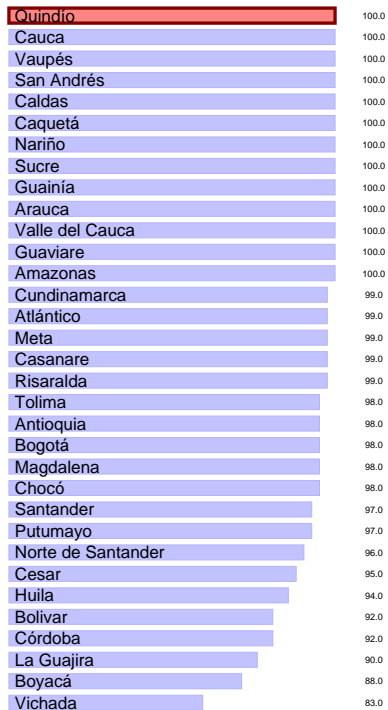 Quindío 100.0
Cauca 100.0
Vaupés 100.0
San Andrés 100.0
Caldas 100.0
Caquetá 100.0
Nariño 100.0
Sucre 100.0
Guainía 100.0
Arauca 100.0
Valle del Cauca 100.0
Guaviare 100.0
Amazonas 100.0
Cundinamarca 99.0
Atlántico 99.0
Meta 99.0
Casanare 99.0
Risaralda 99.0
Tolima 98.0
Antioquia 98.0
Bogotá 98.0
Magdalena 98.0
Chocó 98.0
Santander 97.0
Putumayo 97.0
Norte de Santander 96.0
Cesar 95.0
Huila 94.0
Bolivar 92.0
Córdoba 92.0
La Guajira 90.0
Boyacá 88.0
Vichada 83.0